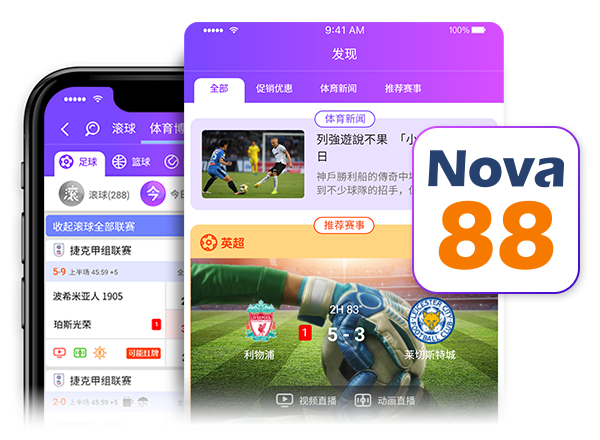 9:41 AM
100%
发现
全部
促销优惠
体育新闻
推荐赛事
体育新闻
列強遊說不果 「小
日
神戶勝利船的傳奇中場
到不少球隊的招手，但
推荐赛事
英超
LIVERPOOL
LEICESTER CITY
FOOTBALL CLUB
2H 83'
1
5 - 3
利物浦
莱切斯特城
视频直播
动画直播
滚球
体育博
足球
篮球
滚
滚球(288)
今
今日
收起滚球全部联赛
捷克甲组联赛
5-9 上半场 45:59 +5
波希米亚人 1905
珀斯光荣
1
可能红牌
捷克甲组联赛
2-0 上半场 45:59 +5
Nova
88